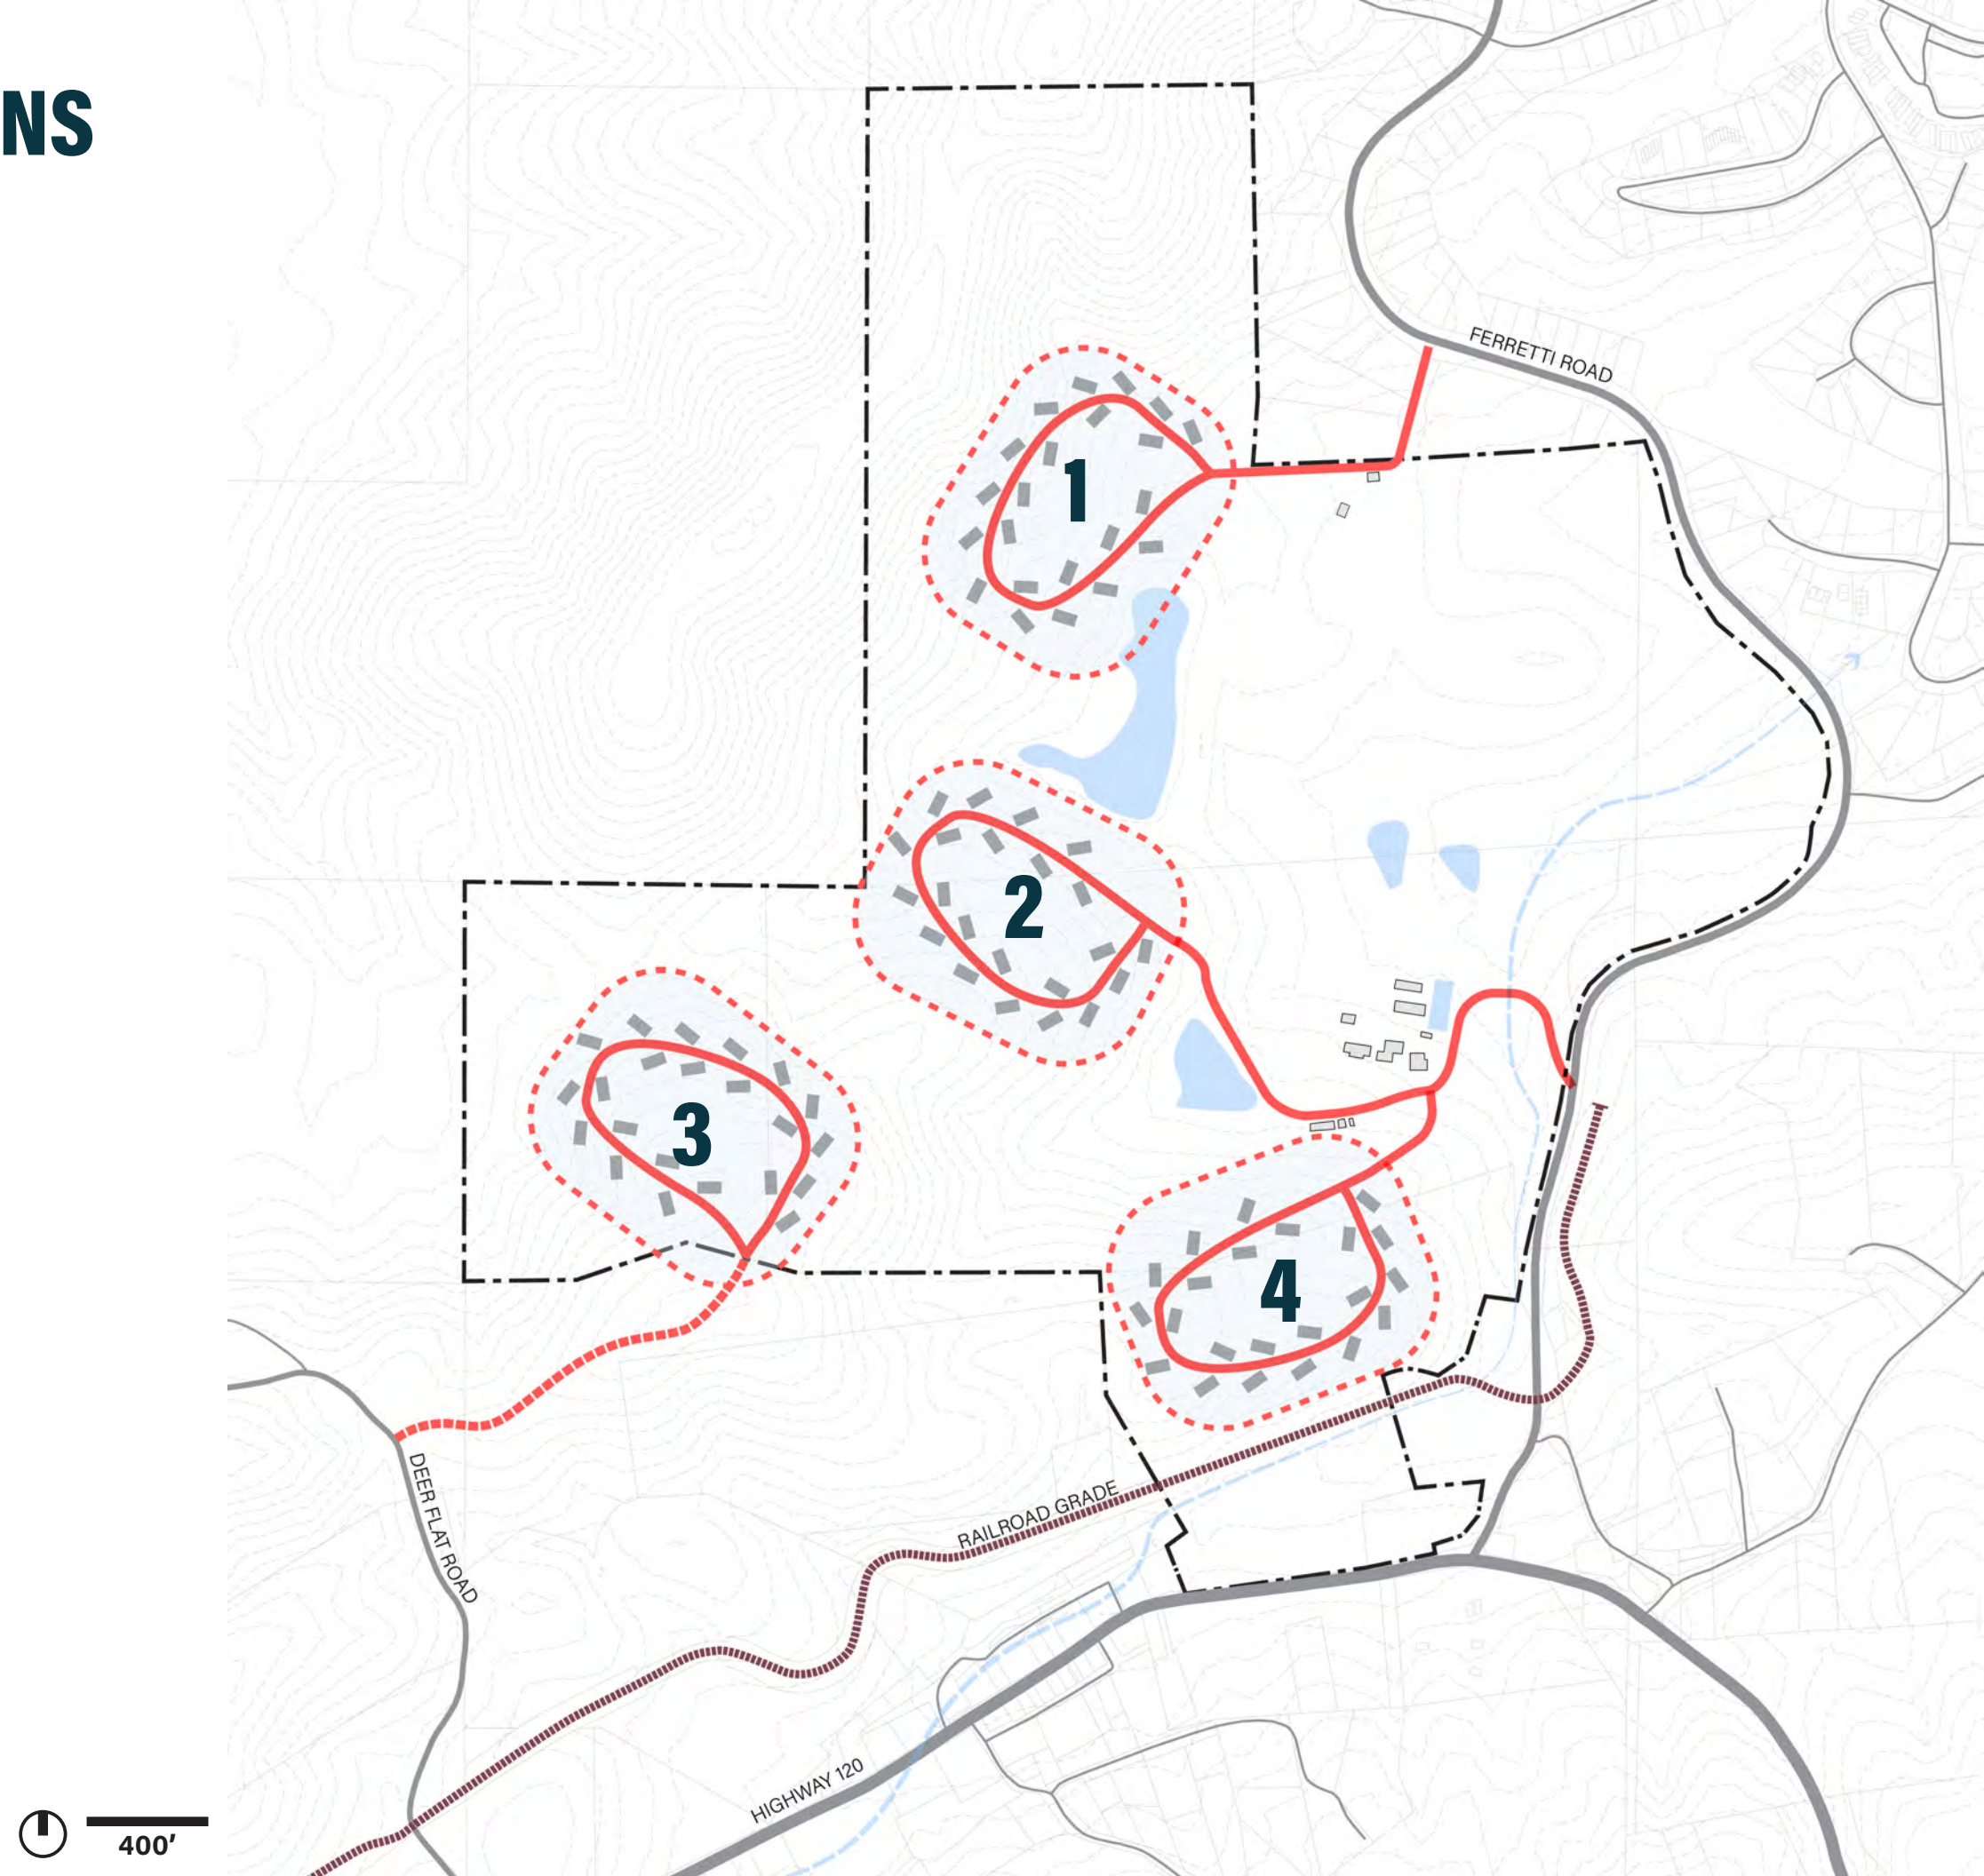 NS
FERRETTI ROAD
1
2
3
4
DEER FLAT ROAD
RAILROAD GRADE
HIGHWAY 120
400’